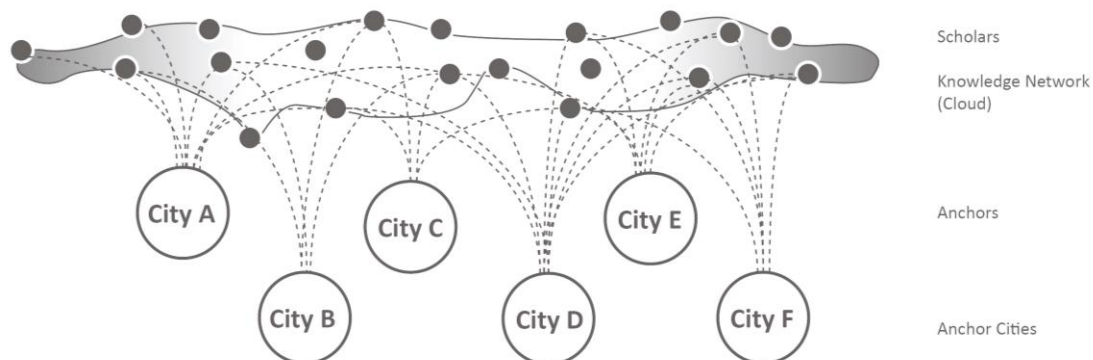 Scholars
Knowledge Network
(Cloud)
City A
City C
City E
Anchors
City B
City D
City F
Anchor Cities